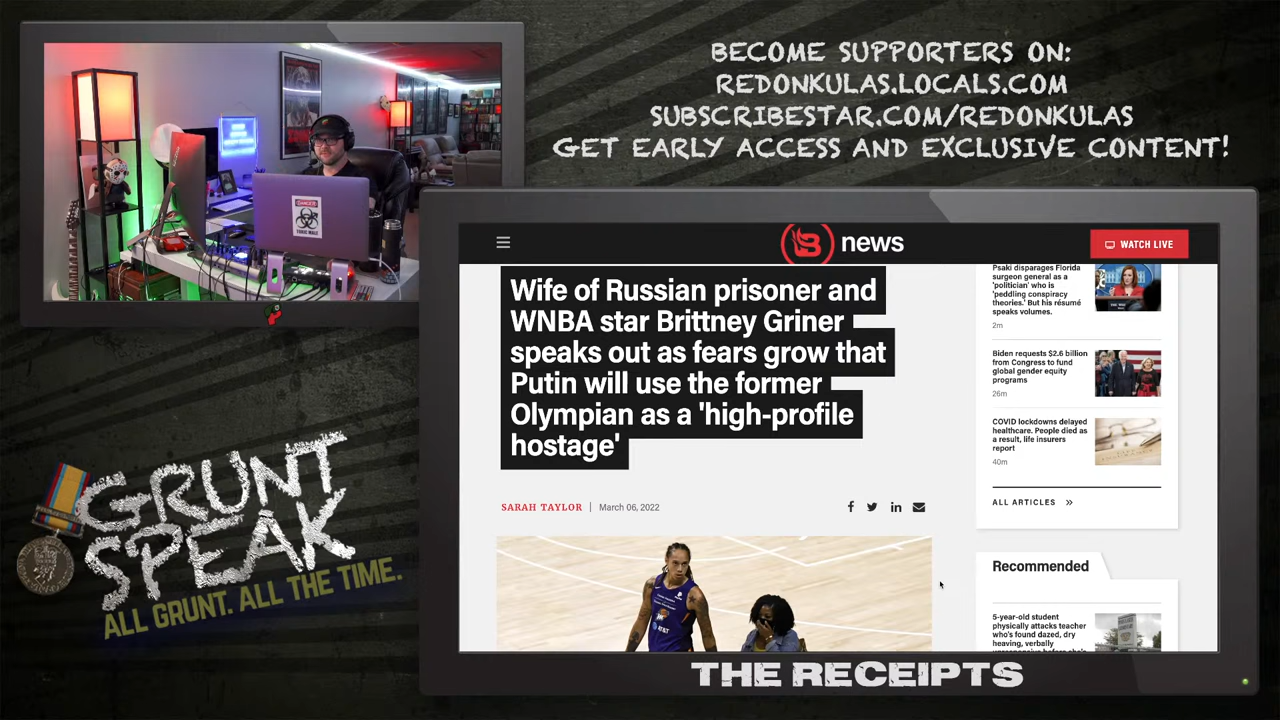 BECOME SUPPORTERS ON:
REDONKULAS.LOCALS.COM
SUBSCRIBESTAR.COM/REDONKULAS
GET EARLY ACCESS AND EXCLUSIVE CONTENT!
DANGER
TOXIC MALE
B news
WATCH LIVE
Wife of Russian prisoner and
WNBA star Brittney Griner
speaks out as fears grow that
Putin will use the former
Olympian as a 'high-profile
hostage'
SARAH TAYLOR | March 06, 2022
Psaki disparages Florida
surgeon general as a
'politician' who is
'peddling conspiracy
theories.' But his résumé
speaks volumes.
2m
Biden requests $2.6 billion
from Congress to fund
global gender equity
programs
26m
COVID lockdowns delayed
healthcare. People died as
a result, life insurers
report
40m
ALL ARTICLES
Recommended
5-year-old student
physically attacks teacher
who's found dazed, dry
heaving, verbally
AT&T
GRUNT
SPEAK
ALL GRUNT. ALL THE TIME.
THE RECEIPTS